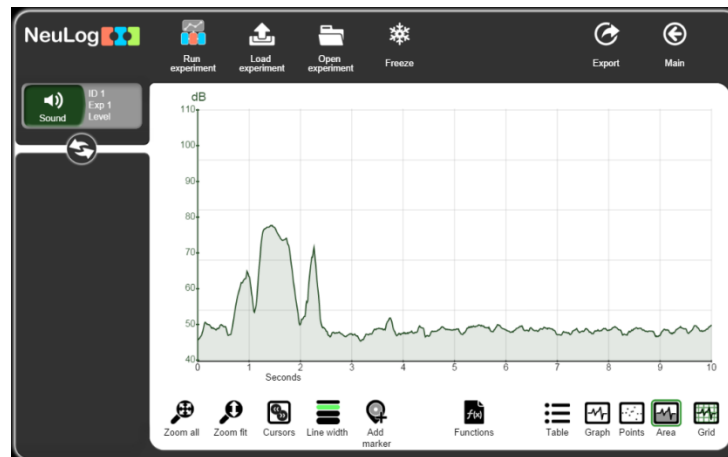 NeuLog
Run
experiment
Load
experiment
Open
experiment
Freeze
Export
Main
Sound
ID 1
Exp 1
Level
dB
110
100
90
80
70
60
50
40
0 1 2 3 4 5 6 7 8 9 10
Seconds
Zoom all
Zoom fit
Cursors
Line width
Add
marker
f(x)
Functions
Table
Graph
Points
Area
Grid